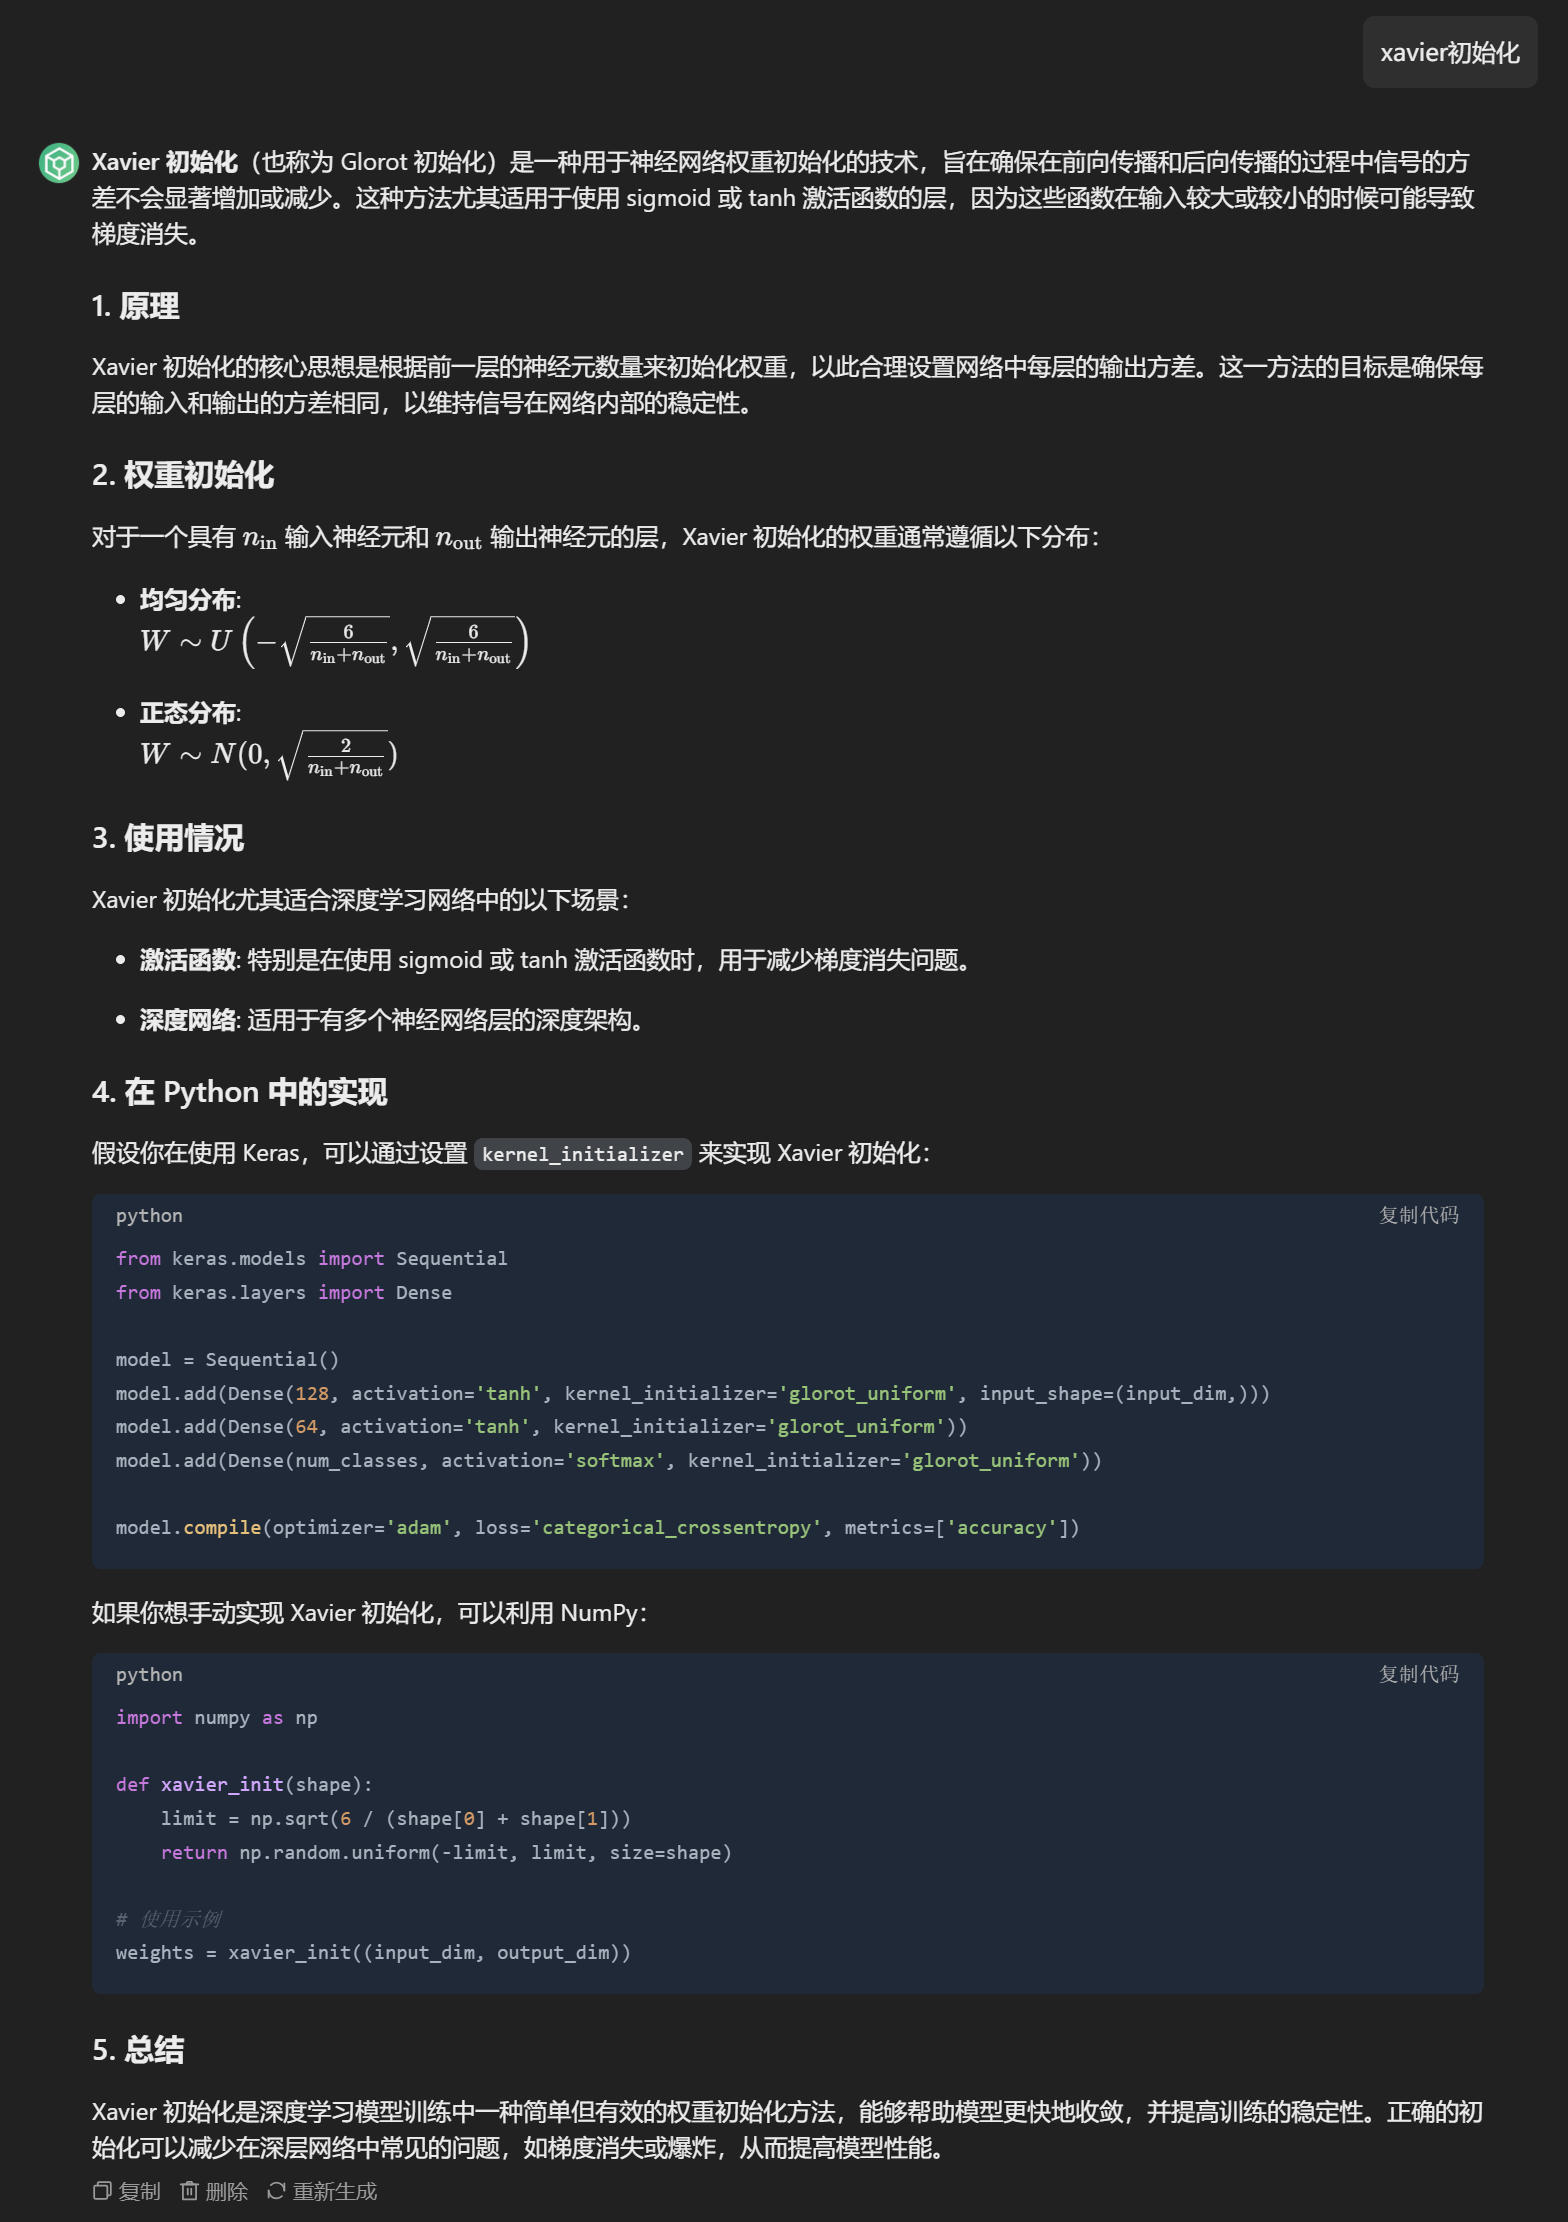 xavier初始化
Xavier 初始化（也称为 Glorot 初始化）是一种用于神经网络权重初始化的技术，旨在确保在前向传播和后向传播的过程中信号的方
差不会显著增加或减少。这种方法尤其适用于使用 sigmoid 或 tanh 激活函数的层，因为这些函数在输入较大或较小的时候可能导致
梯度消失。
1. 原理
Xavier 初始化的核心思想是根据前一层的神经元数量来初始化权重，以此合理设置网络中每层的输出方差。这一方法的目标是确保每
层的输入和输出的方差相同，以维持信号在网络内部的稳定性。
2. 权重初始化
对于一个具有 $n_{\text{in}}$ 输入神经元和 $n_{\text{out}}$ 输出神经元的层，Xavier 初始化的权重通常遵循以下分布：
• 均匀分布:
$W \sim U\left(-\sqrt{\frac{6}{n_{\text{in}}+n_{\text{out}}}}, \sqrt{\frac{6}{n_{\text{in}}+n_{\text{out}}}}\right)$
• 正态分布:
$W \sim N(0, \sqrt{\frac{2}{n_{\text{in}}+n_{\text{out}}}})$
3. 使用情况
Xavier 初始化尤其适合深度学习网络中的以下场景：
• 激活函数: 特别是在使用 sigmoid 或 tanh 激活函数时，用于减少梯度消失问题。
• 深度网络: 适用于有多个神经网络层的深度架构。
4. 在 Python 中的实现
假设你在使用 Keras，可以通过设置 kernel_initializer 来实现 Xavier 初始化：
python 复制代码
from keras.models import Sequential
from keras.layers import Dense
model = Sequential()
model.add(Dense(128, activation='tanh', kernel_initializer='glorot_uniform', input_shape=(input_dim,)))
model.add(Dense(64, activation='tanh', kernel_initializer='glorot_uniform'))
model.add(Dense(num_classes, activation='softmax', kernel_initializer='glorot_uniform'))
model.compile(optimizer='adam', loss='categorical_crossentropy', metrics=['accuracy'])
如果你想手动实现 Xavier 初始化，可以利用 NumPy：
python 复制代码
import numpy as np
def xavier_init(shape):
    limit = np.sqrt(6 / (shape[0] + shape[1]))
    return np.random.uniform(-limit, limit, size=shape)
# 使用示例
weights = xavier_init((input_dim, output_dim))
5. 总结
Xavier 初始化是深度学习模型训练中一种简单但有效的权重初始化方法，能够帮助模型更快地收敛，并提高训练的稳定性。正确的初
始化可以减少在深层网络中常见的问题，如梯度消失或爆炸，从而提高模型性能。
复制 删除 重新生成